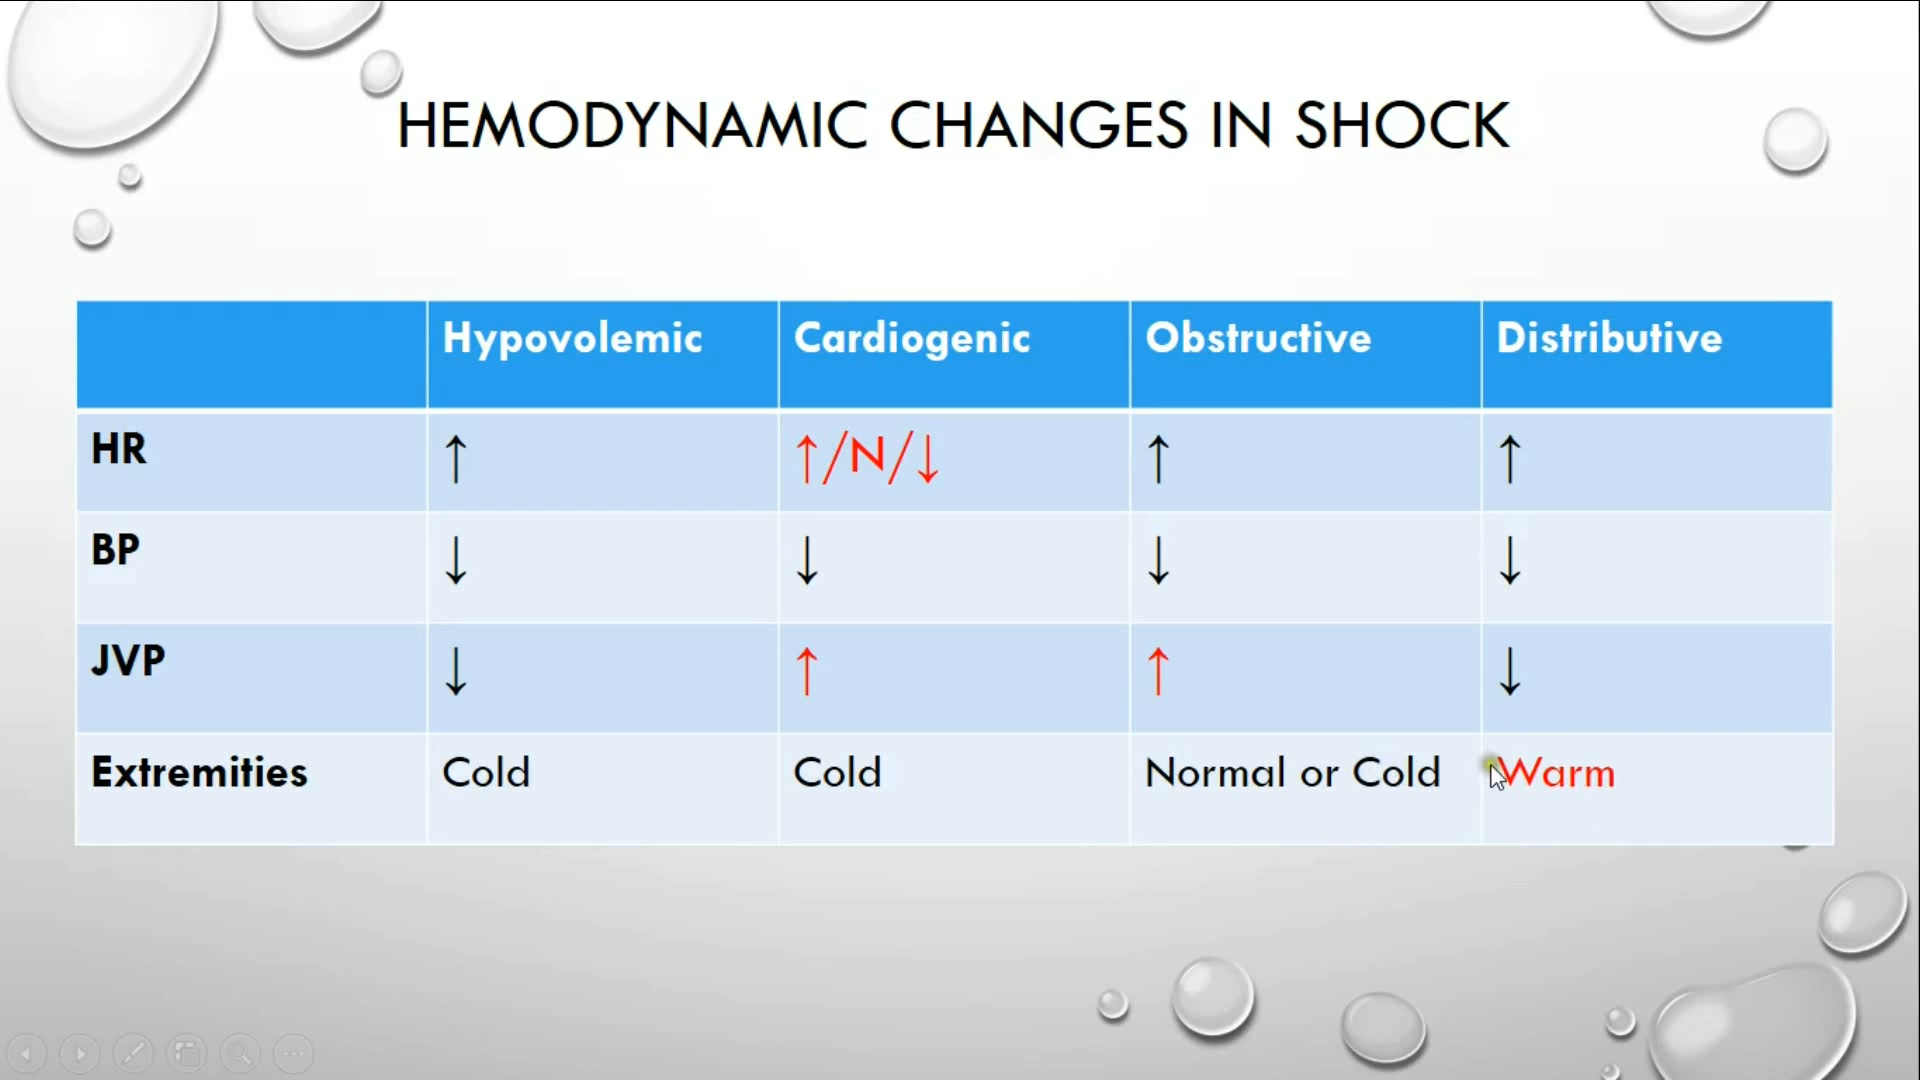 HEMODYNAMIC CHANGES IN SHOCK
Hypovolemic Cardiogenic Obstructive Distributive
HR ↑ ↑/N/↓ ↑ ↑
BP ↓ ↓ ↓ ↓
JVP ↓ ↑ ↑ ↓
Extremities Cold Cold Normal or Cold Warm